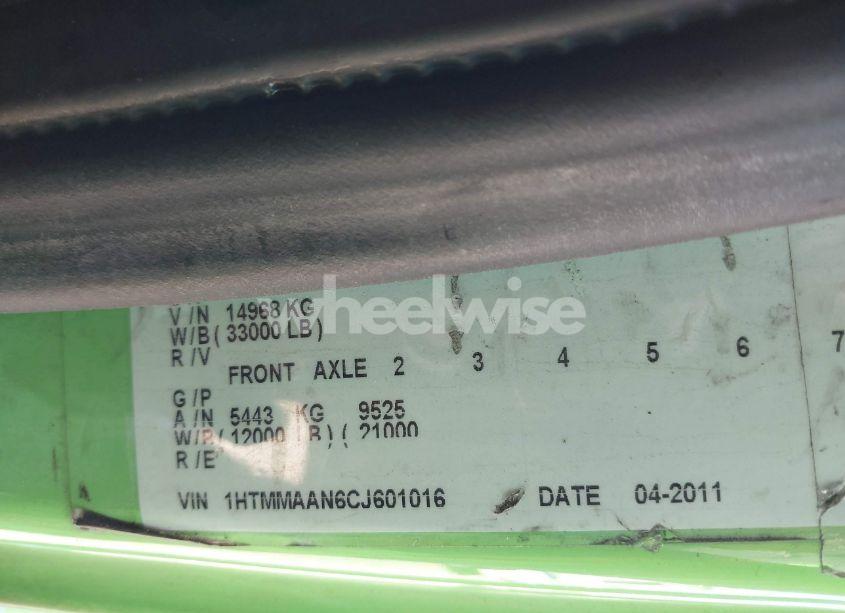 V/N 14968 KG
W/B ( 33000 LB )
R/V
FRONT AXLE 2 3 4 5 6 7
G/P
A/N 5443 KG 9525
W/B ( 12000 LB ) ( 21000
R/E
VIN 1HTMMAAN6CJ601016 DATE 04-2011
wheelwise